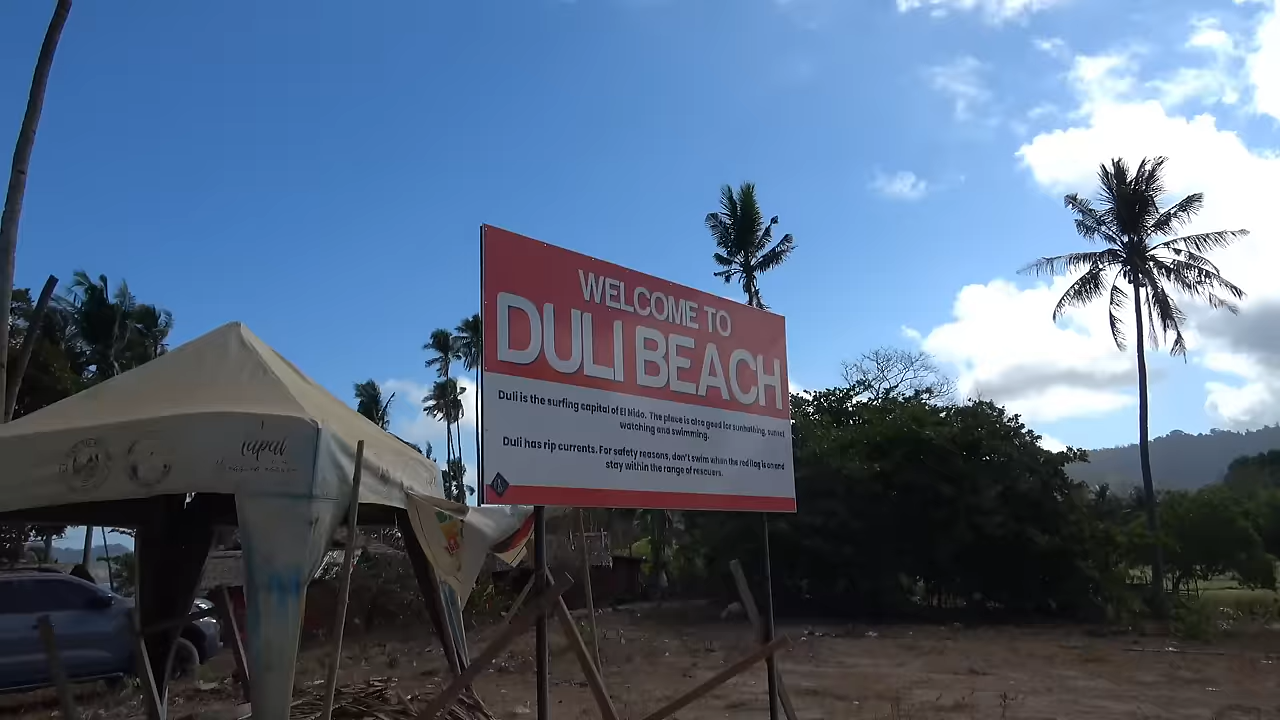 WELCOME TO
DULI BEACH
Duli is the surfing capital of El Nido. The place is also good for sunbathing, sunset
watching and swimming.
Duli has rip currents. For safety reasons, don't swim when the red flag is on and
stay within the range of rescuers.